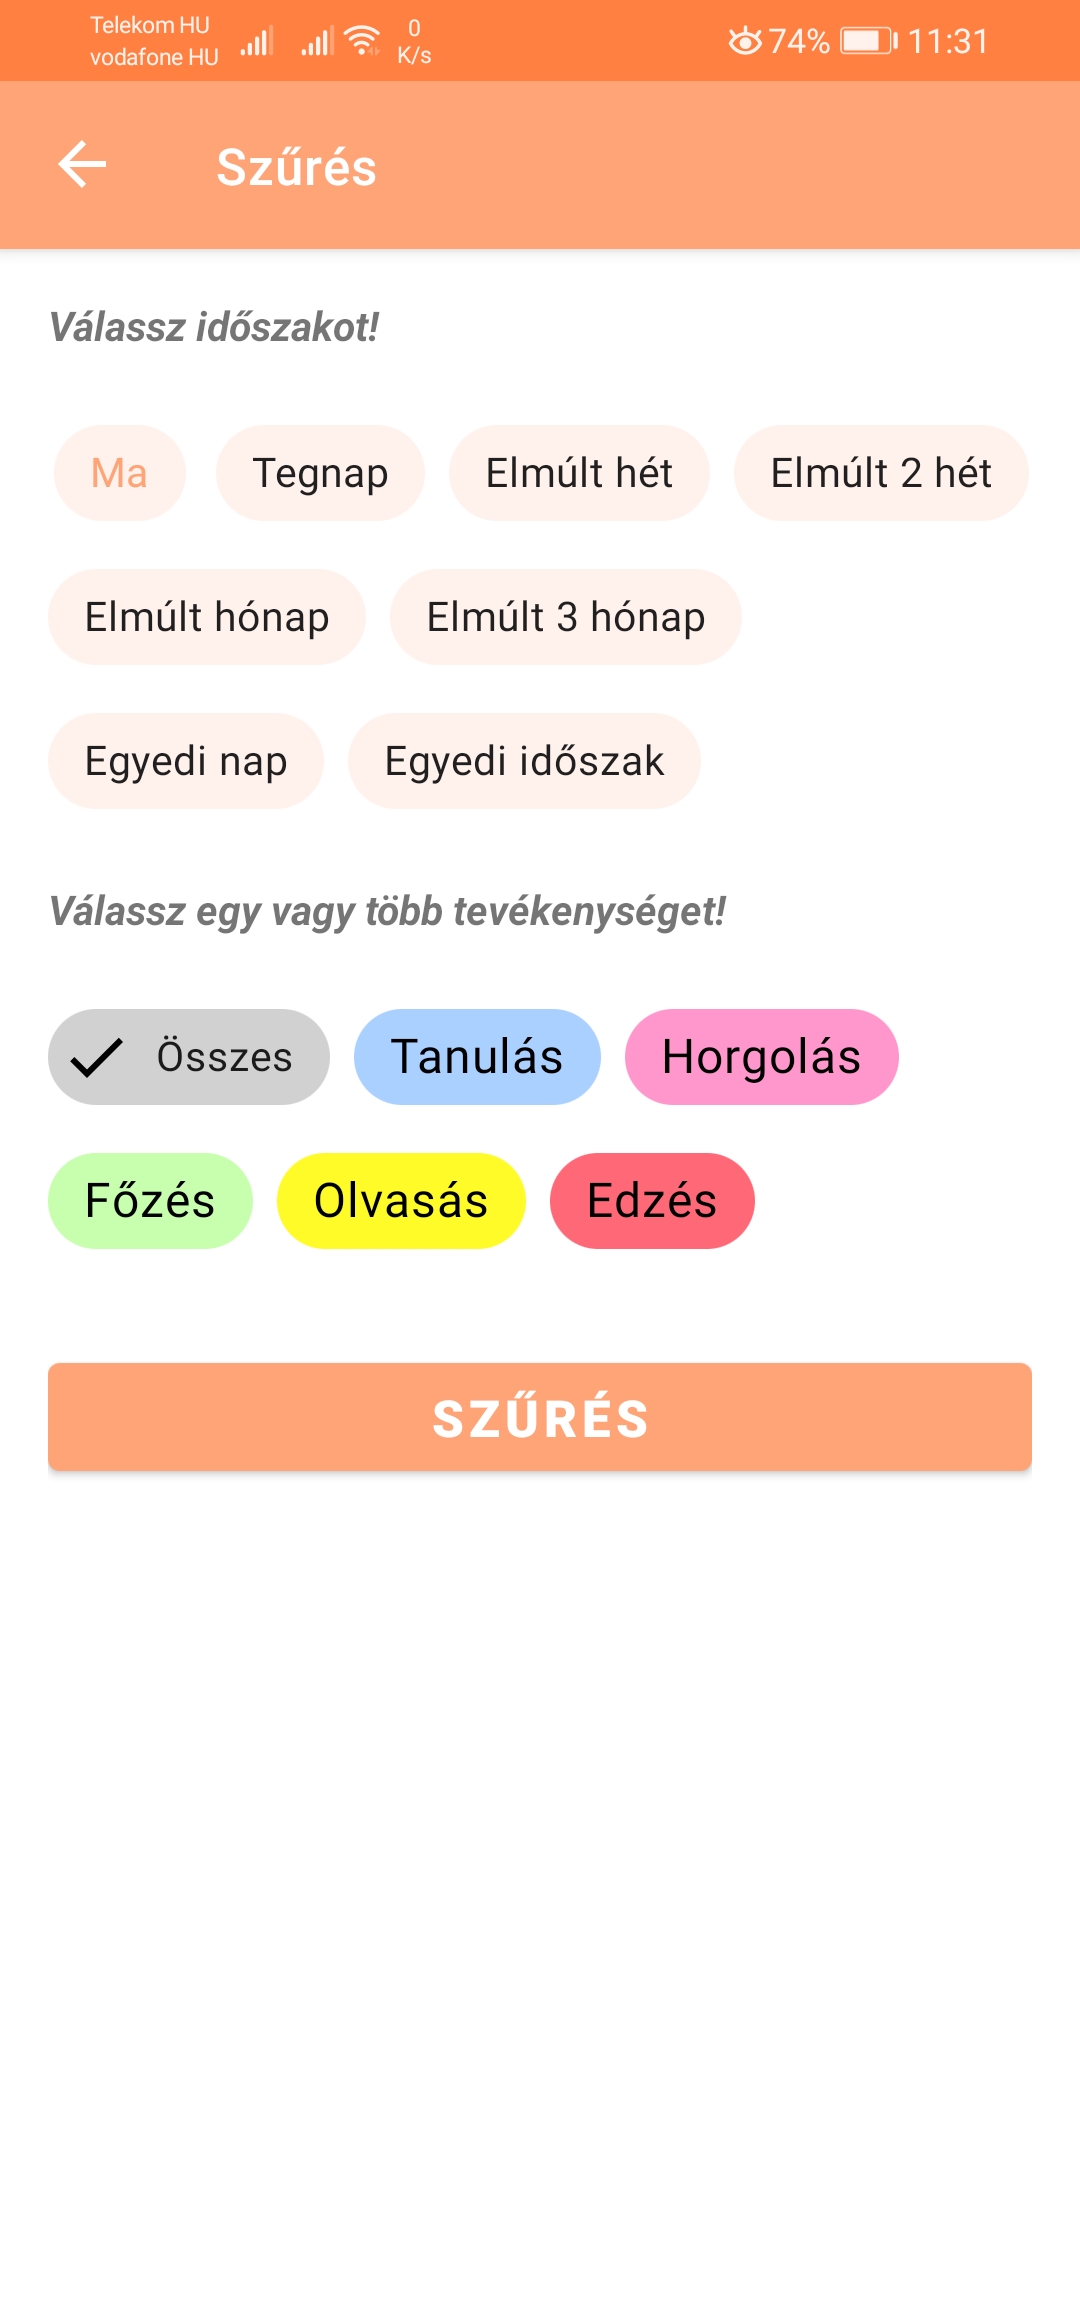 Telekom HU
vodafone HU
0
K/s
74%
11:31
Szűrés
Válassz időszakot!
Ma Tegnap Elmúlt hét Elmúlt 2 hét
Elmúlt hónap Elmúlt 3 hónap
Egyedi nap Egyedi időszak
Válassz egy vagy több tevékenységet!
Összes Tanulás Horgolás
Főzés Olvasás Edzés
SZŰRÉS